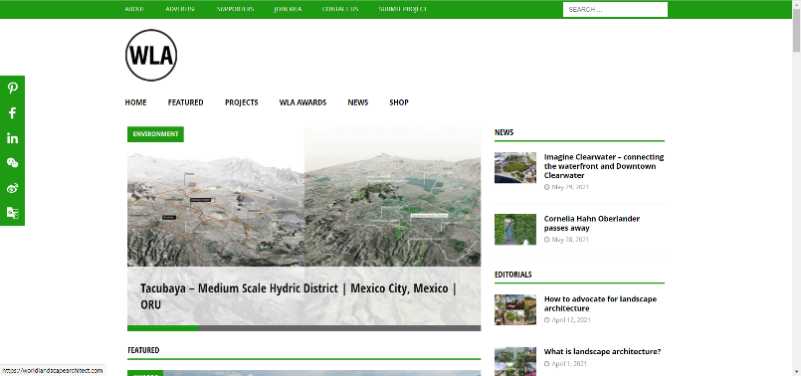 ABOUT ADVERTISE SUPPORTERS JOIN WLA CONTACT US SUBMIT PROJECT SEARCH ...
WLA
HOME FEATURED PROJECTS WLA AWARDS NEWS SHOP
ENVIRONMENT
Tacubaya – Medium Scale Hydric District | Mexico City, Mexico |
ORU
FEATURED
NEWS
Imagine Clearwater – connecting
the waterfront and Downtown
Clearwater
May 29, 2021
Cornelia Hahn Oberlander
passes away
May 28, 2021
EDITORIALS
How to advocate for landscape
architecture
April 12, 2021
What is landscape architecture?
April 1, 2021
https://worldlandscapearchitect.com